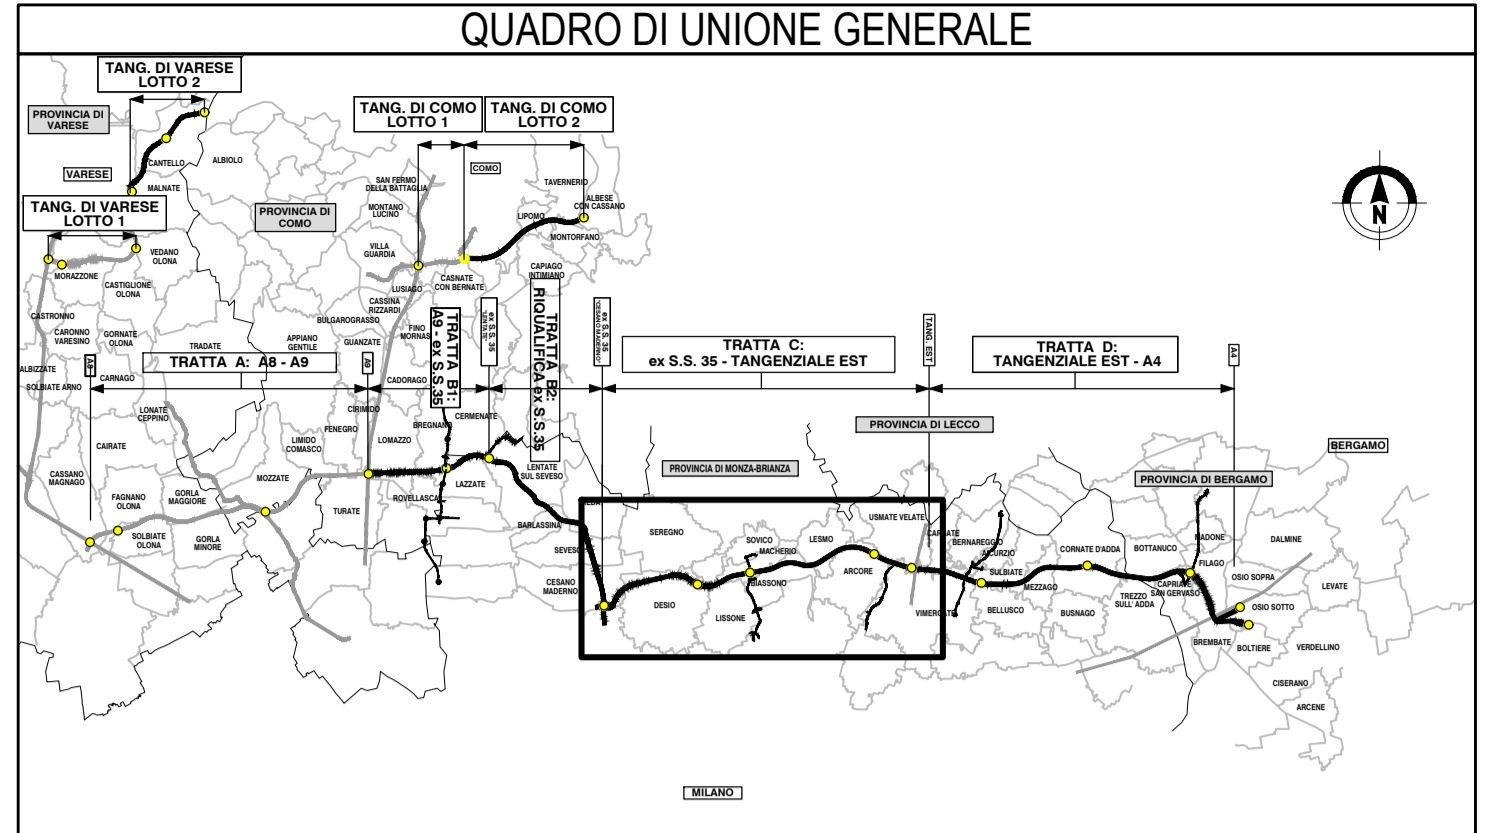 QUADRO DI UNIONE GENERALE
TANG. DI VARESE
LOTTO 2
PROVINCIA DI
VARESE
VARESE
CANTELLO
MALNATE
ALBIOLO
TANG. DI VARESE
LOTTO 1
PROVINCIA DI
COMO
TANG. DI COMO
LOTTO 1
TANG. DI COMO
LOTTO 2
COMO
SAN FERMO
DELLA BATTAGLIA
MONTANO
LUCINO
TAVERNERIO
ALBESE
CON CASSANO
LIPOMO
MONTORFANO
VILLA
GUARDIA
LUSIAGO
CASNATE
CON BERNATE
CAPIAGO
INTIMIANO
N
VEDANO
OLONA
MORAZZONE
CASTIGLIONE
OLONA
CASTRONNO
CARONNO
VARESINO
GORNATE
OLONA
ALBIZZATE
SOLBIATE ARNO
CARNAGO
TRADATE
CASSINA
RIZZARDI
BULGAROGRASSO
APPIANO
GENTILE
GUANZATE
FINO
MORNAS
A8
TRATTA A: A8 - A9
A9
TRATTA B1:
A9 - ex S.S.35
ex S.S. 35
"LENTATE"
TRATTA B2:
RIQUALIFICA ex S.S.35
ex S.S. 35
"CESANO MADERNO"
TRATTA C:
ex S.S. 35 - TANGENZIALE EST
TANG. EST
TRATTA D:
TANGENZIALE EST - A4
A4
CADORAGO
CIRIMIDO
FENEGRO
LOMAZZO
BREGNANO
CERMENATE
LONATE
CEPPINO
CAIRATE
LIMIDO
COMASCO
CASSANO
MAGNAGO
FAGNANO
OLONA
GORLA
MAGGIORE
MOZZATE
SOLBIATE
OLONA
GORLA
MINORE
TURATE
ROVELLASCA
LAZZATE
LENTATE
SUL SEVESO
BARLASSINA
SEVESO
CESANO
MADERNO
PROVINCIA DI MONZA-BRIANZA
PROVINCIA DI LECCO
PROVINCIA DI BERGAMO
BERGAMO
SEREGNO
DESIO
LISSONE
SOVICO
MACHERIO
BIASSONO
LESMO
ARCORE
USMATE VELATE
CARNATE
VIMERCATE
BERNAREGGIO
AICURZIO
SULBIATE
BELLUSCO
MEZZAGO
CORNATE D'ADDA
BUSNAGO
BOTTANUCO
TREZZO
SULL' ADDA
CAPRIATE
SAN GERVASO
MADONE
FILAGO
DALMINE
OSIO SOPRA
LEVATE
OSIO SOTTO
BREMBATE
BOLTIERE
VERDELLINO
CISERANO
ARCENE
MILANO